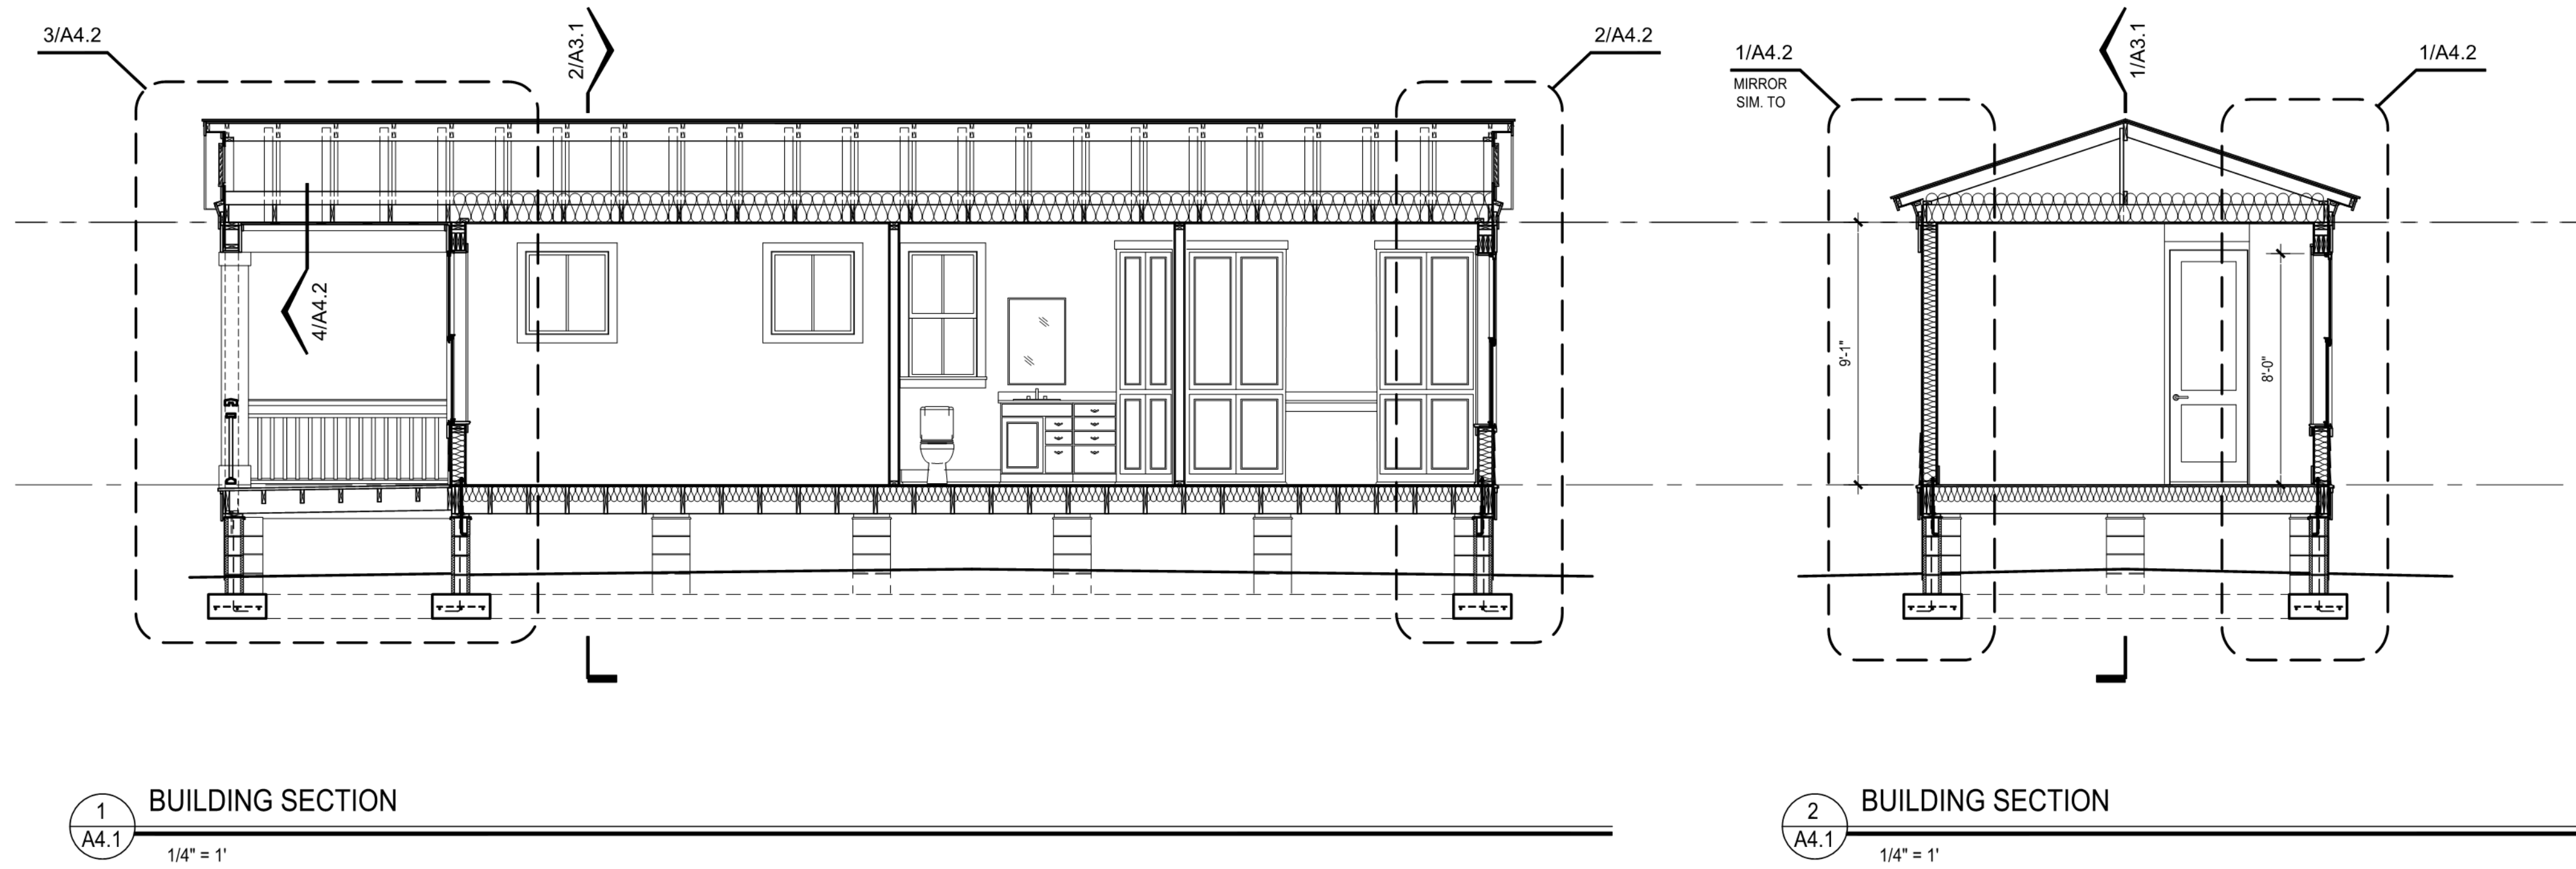 3/A4.2
2/A3.1
2/A4.2
1/A4.2
MIRROR
SIM. TO
1/A3.1
1/A4.2
4/A4.2
9'-1"
8'-0"
1
A4.1
BUILDING SECTION
1/4" = 1'
2
A4.1
BUILDING SECTION
1/4" = 1'